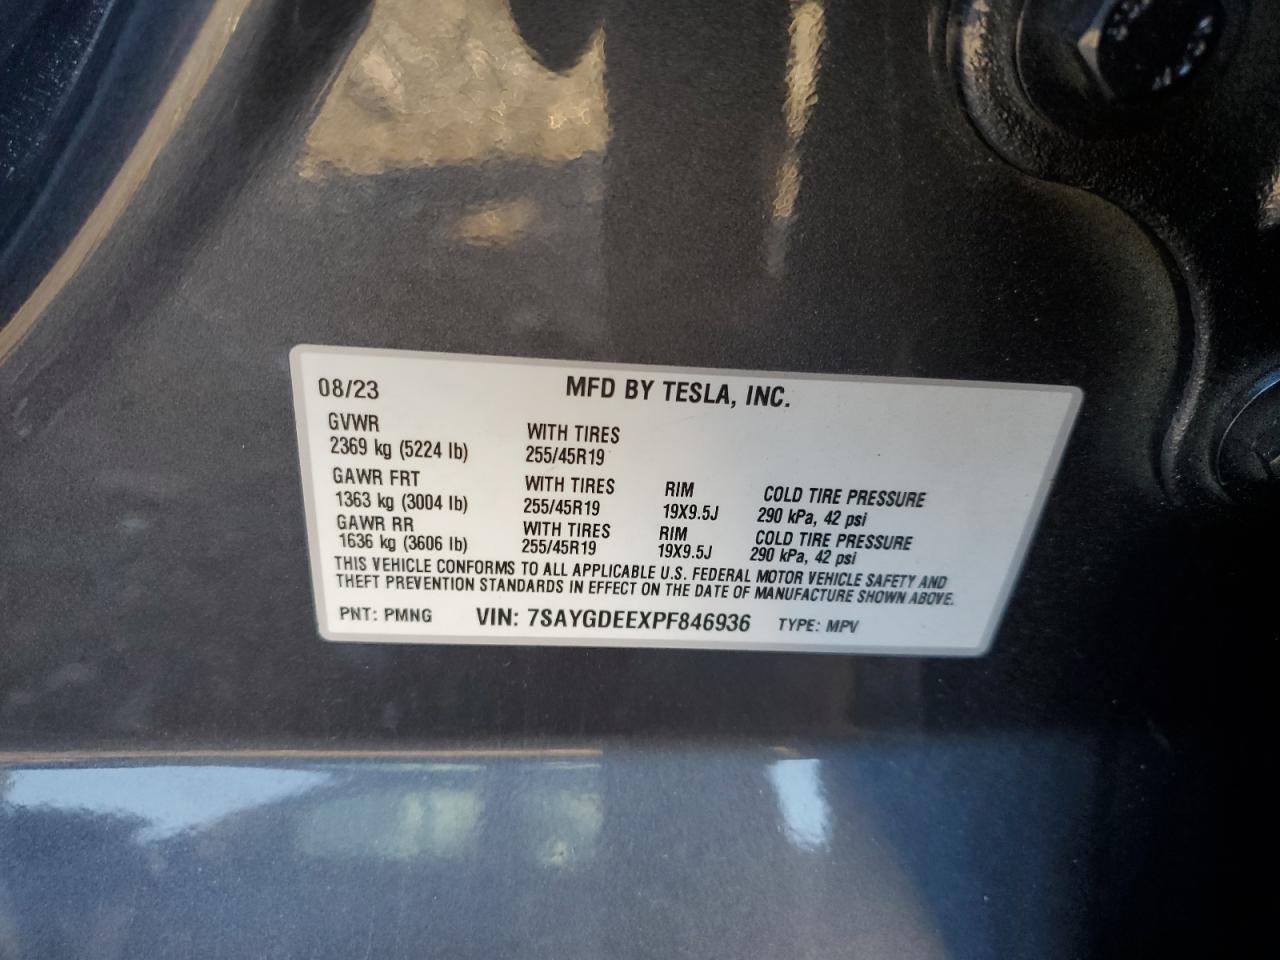 08/23 MFD BY TESLA, INC.
GVWR WITH TIRES
2369 kg (5224 lb) 255/45R19
GAWR FRT WITH TIRES RIM COLD TIRE PRESSURE
1363 kg (3004 lb) 255/45R19 19X9.5J 290 kPa, 42 psi
GAWR RR WITH TIRES RIM COLD TIRE PRESSURE
1636 kg (3606 lb) 255/45R19 19X9.5J 290 kPa, 42 psi
THIS VEHICLE CONFORMS TO ALL APPLICABLE U.S. FEDERAL MOTOR VEHICLE SAFETY AND
THEFT PREVENTION STANDARDS IN EFFECT ON THE DATE OF MANUFACTURE SHOWN ABOVE.
PNT: PMNG VIN: 7SAYGDEEXPF846936 TYPE: MPV